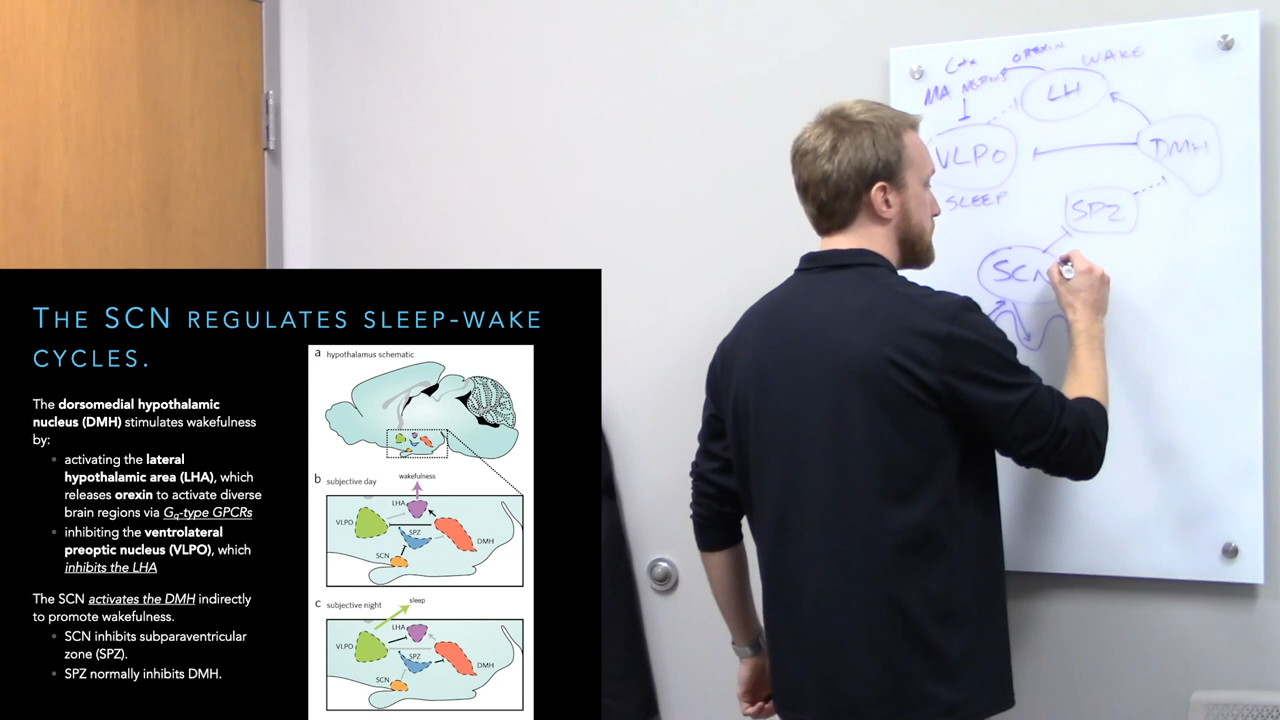 THE SCN REGULATES SLEEP-WAKE
CYCLES.
The dorsomedial hypothalamic
nucleus (DMH) stimulates wakefulness
by:
activating the lateral
hypothalamic area (LHA), which
releases orexin to activate diverse
brain regions via Gq-type GPCRs
inhibiting the ventrolateral
preoptic nucleus (VLPO), which
inhibits the LHA
The SCN activates the DMH indirectly
to promote wakefulness.
SCN inhibits subparaventricular
zone (SPZ).
SPZ normally inhibits DMH.
a hypothalamus schematic
b subjective day
wakefulness
LHA
VLPO
SPZ
SCN
DMH
c subjective night
sleep
LHA
VLPO
SPZ
SCN
DMH
OREXIN
WAKE
MA
LH
VLPO
DMH
SLEEP
SPZ
SCN